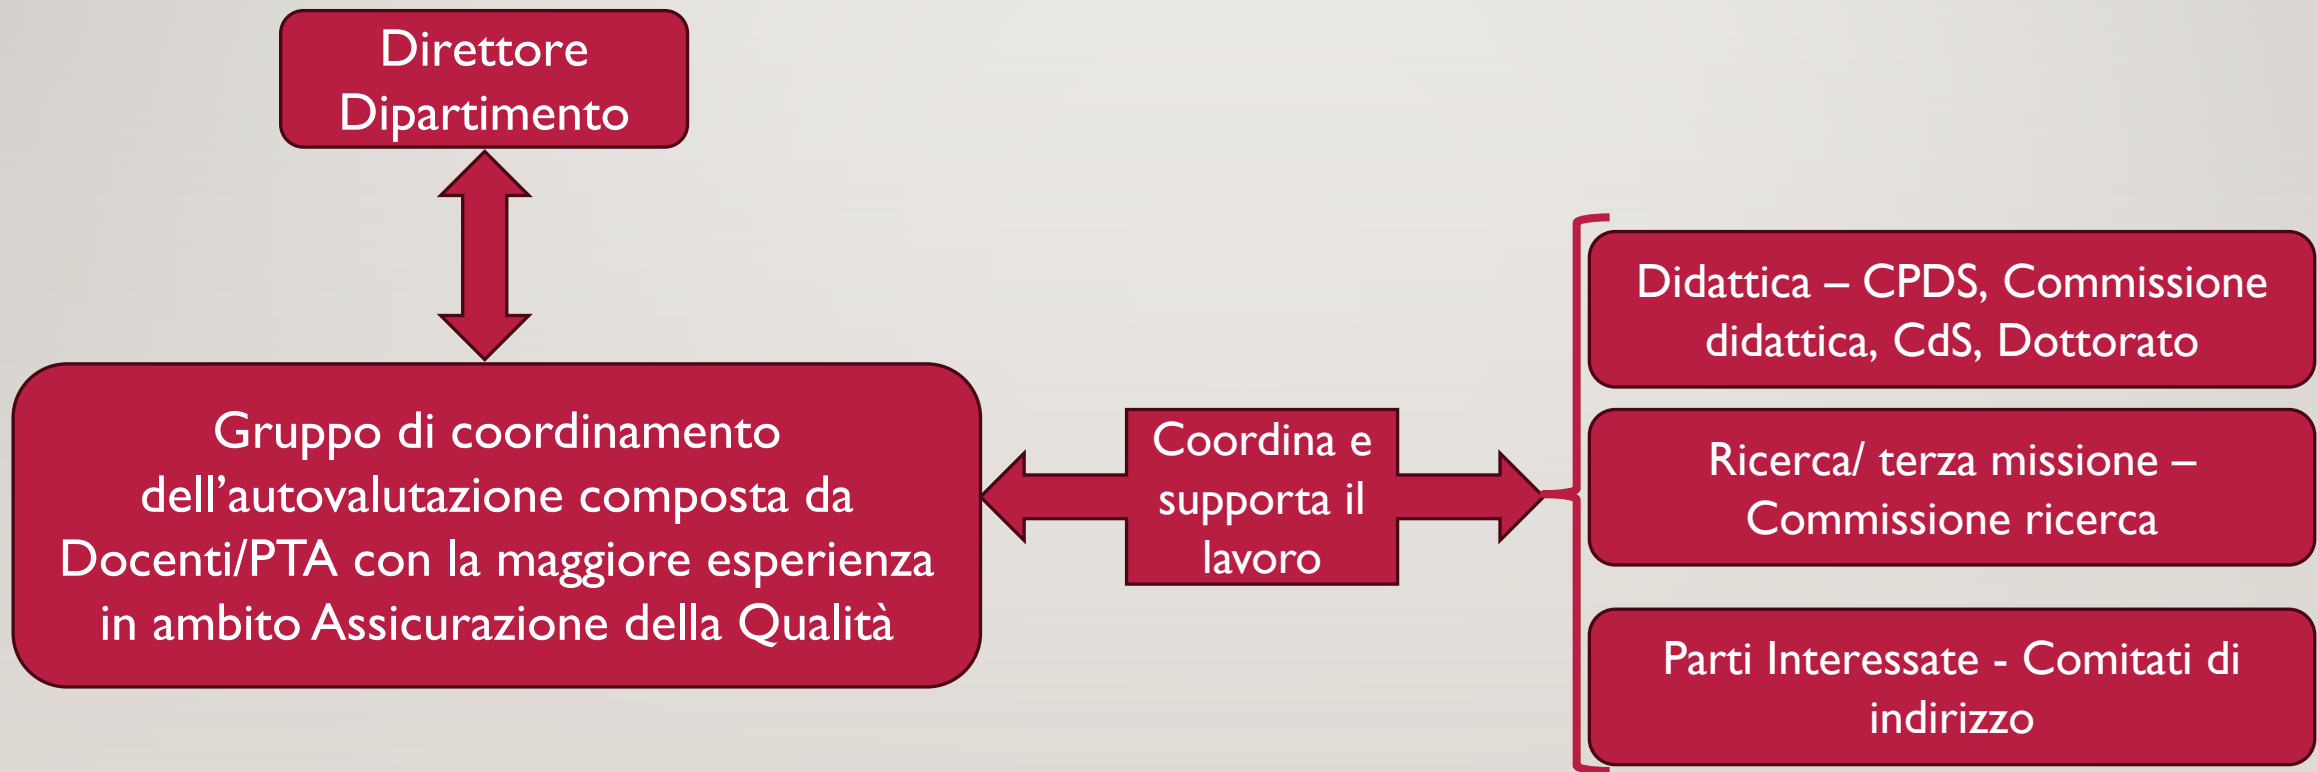 Direttore
Dipartimento
Gruppo di coordinamento
dell’autovalutazione composta da
Docenti/PTA con la maggiore esperienza
in ambito Assicurazione della Qualità
Coordina e
supporta il
lavoro
Didattica – CPDS, Commissione
didattica, CdS, Dottorato
Ricerca/ terza missione –
Commissione ricerca
Parti Interessate - Comitati di
indirizzo